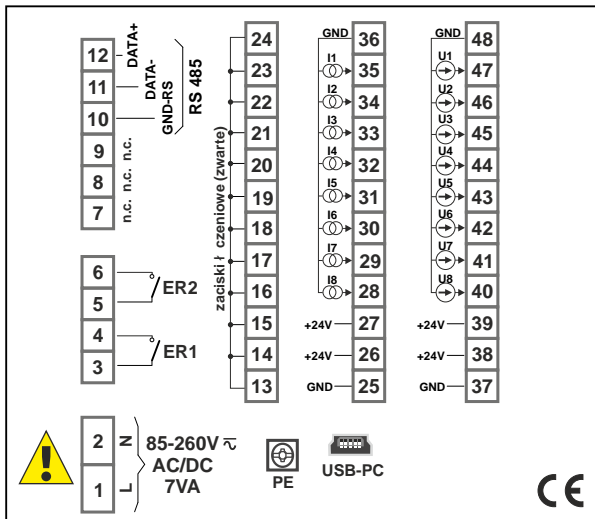 12 DATA+
11 DATA-
10 GND-RS
RS 485
9 n.c.
8 n.c.
7 n.c.
6
5
ER2
4
3
ER1
2 N
1 L
85-260V
AC/DC
7VA
PE
USB-PC
zaciski ł czeniowe (zwarte)
24
23
22
21
20
19
18
17
16
15
14
13
GND 36
I1 35
I2 34
I3 33
I4 32
I5 31
I6 30
I7 29
I8 28
+24V 27
+24V 26
GND 25
GND 48
U1 47
U2 46
U3 45
U4 44
U5 43
U6 42
U7 41
U8 40
+24V 39
+24V 38
GND 37
CE